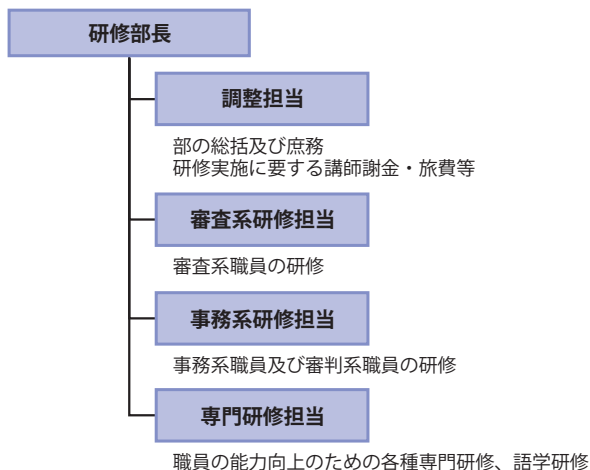 研修部長
調整担当
部の総括及び庶務
研修実施に要する講師謝金・旅費等
審査系研修担当
審査系職員の研修
事務系研修担当
事務系職員及び審判系職員の研修
専門研修担当
職員の能力向上のための各種専門研修、語学研修